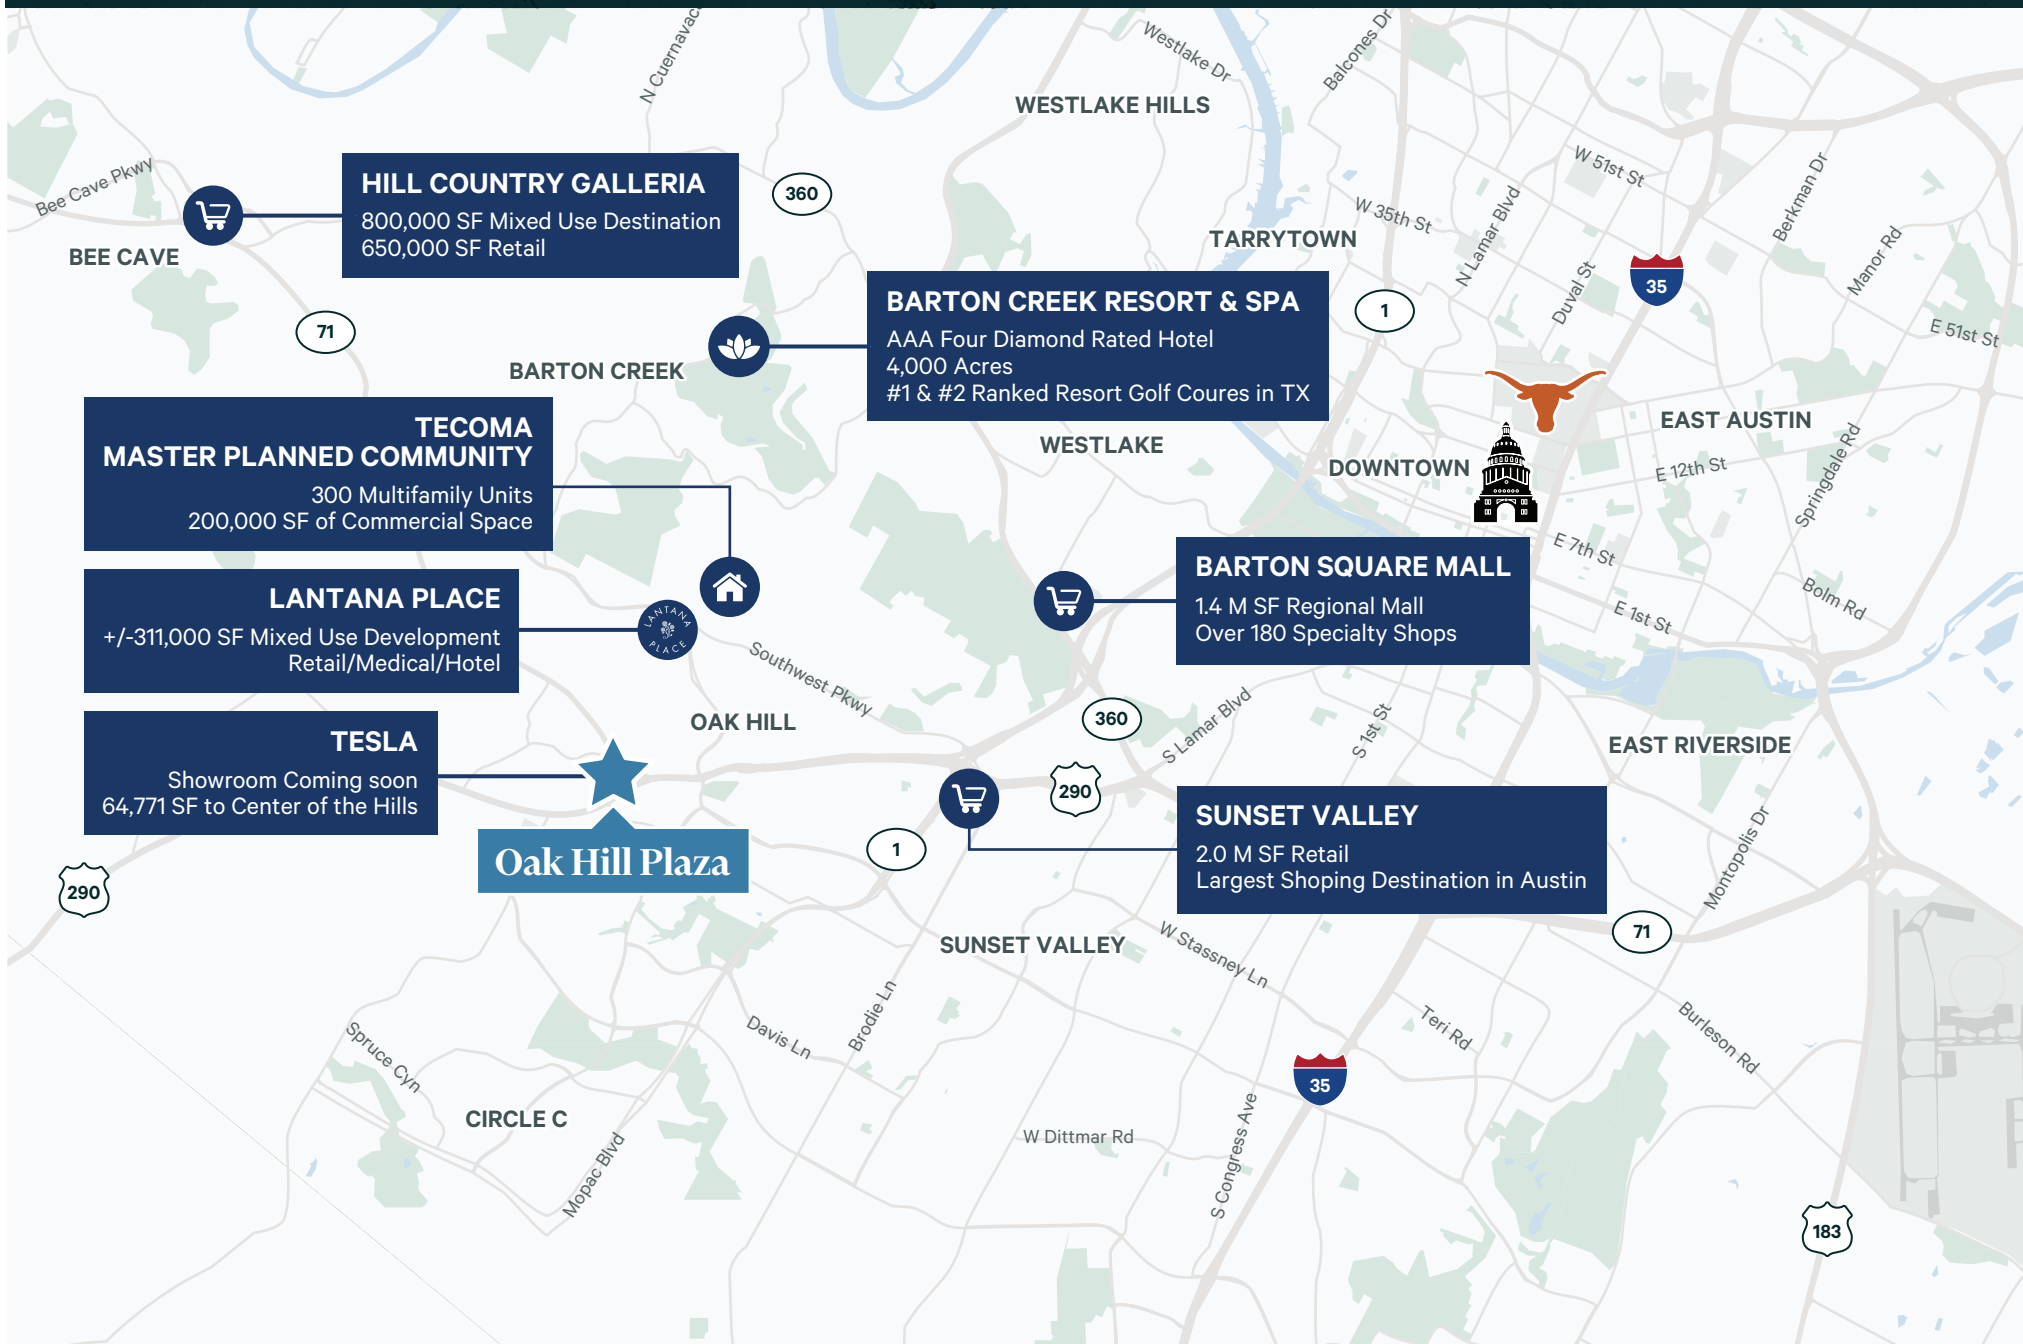 N Cuernavaca
Westlake Dr
Balcones Dr
WESTLAKE HILLS
Bee Cave Pkwy
HILL COUNTRY GALLERIA
800,000 SF Mixed Use Destination
650,000 SF Retail
360
W 51st St
Berkman Dr
W 35th St
N Lamar Blvd
TARRYTOWN
BEE CAVE
Manor Rd
Duval St
35
71
BARTON CREEK RESORT & SPA
AAA Four Diamond Rated Hotel
4,000 Acres
#1 & #2 Ranked Resort Golf Coures in TX
1
E 51st St
BARTON CREEK
EAST AUSTIN
TECOMA
MASTER PLANNED COMMUNITY
300 Multifamily Units
200,000 SF of Commercial Space
WESTLAKE
DOWNTOWN
E 12th St
Springdale Rd
E 7th St
BARTON SQUARE MALL
1.4 M SF Regional Mall
Over 180 Specialty Shops
Bolm Rd
E 1st St
LANTANA PLACE
+/-311,000 SF Mixed Use Development
Retail/Medical/Hotel
LANTANA
PLACE
Southwest Pkwy
OAK HILL
360
S Lamar Blvd
S 1st St
EAST RIVERSIDE
TESLA
Showroom Coming soon
64,771 SF to Center of the Hills
290
SUNSET VALLEY
2.0 M SF Retail
Largest Shoping Destination in Austin
Montopolis Dr
1
Oak Hill Plaza
290
71
SUNSET VALLEY
W Stassney Ln
Spruce Cyn
Davis Ln
Brodie Ln
Teri Rd
Burleson Rd
35
CIRCLE C
Mopac Blvd
W Dittmar Rd
S Congress Ave
183